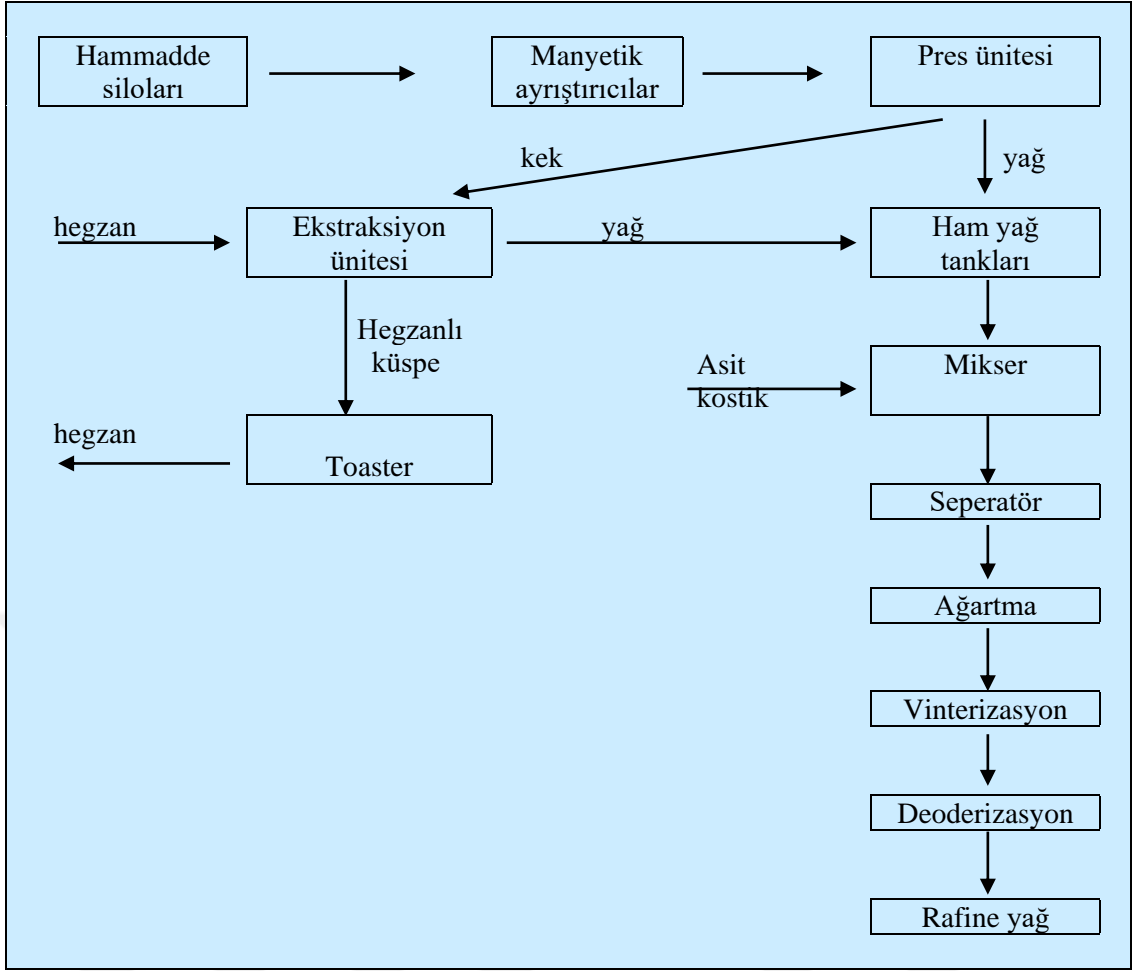 Hammadde
siloları
Manyetik
ayrıştırıcılar
Pres ünitesi
kek
yağ
hegzan
Ekstraksiyon
ünitesi
yağ
Ham yağ
tankları
Hegzanlı
küspe
Asit
kostik
Mikser
hegzan
Toaster
Seperatör
Ağartma
Vinterizasyon
Deoderizasyon
Rafine yağ